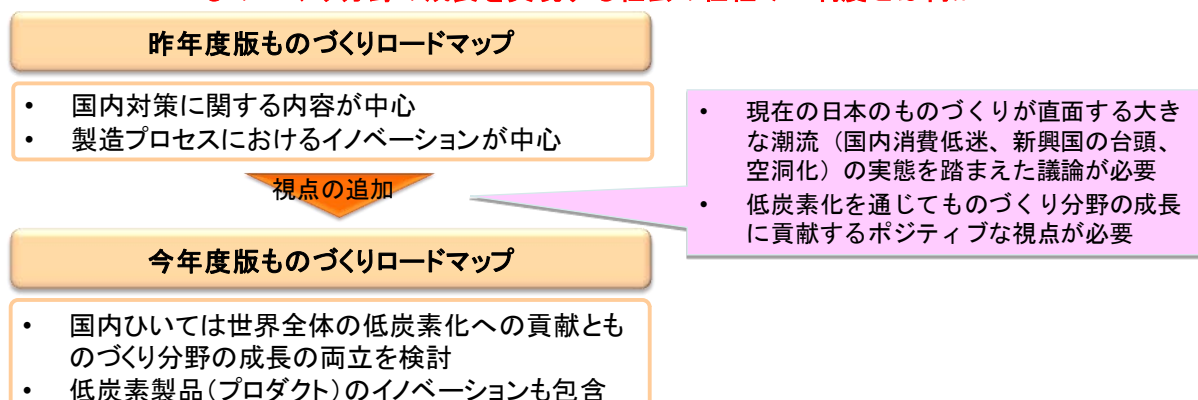 昨年度版ものづくりロードマップ
• 国内対策に関する内容が中心
• 製造プロセスにおけるイノベーションが中心
視点の追加
• 現在の日本のものづくりが直面する大き
な潮流（国内消費低迷、新興国の台頭、
空洞化）の実態を踏まえた議論が必要
• 低炭素化を通じてものづくり分野の成長
に貢献するポジティブな視点が必要
今年度版ものづくりロードマップ
• 国内ひいては世界全体の低炭素化への貢献とも
のづくり分野の成長の両立を検討
• 低炭素製品（プロダクト）のイノベーションも包含